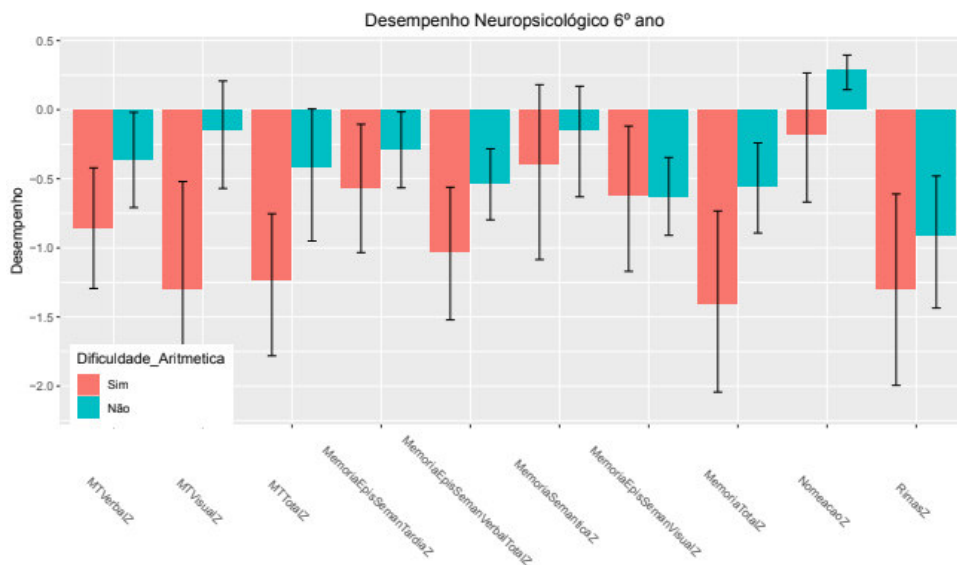 Desempenho Neuropsicológico 6º ano
0.5
0.0
−0.5
−1.0
−1.5
−2.0
Desempenho
Dificuldade_Aritmetica
Sim
Não
MTVerbalZ
MTVisualZ
MTTotalZ
MemoriaEpisSemanTardiaZ
MemoriaEpisSemanVerbalTotalZ
MemoriaSemanticaZ
MemoriaEpisSemanVisualZ
MemoriaTotalZ
NomeacaoZ
RimasZ